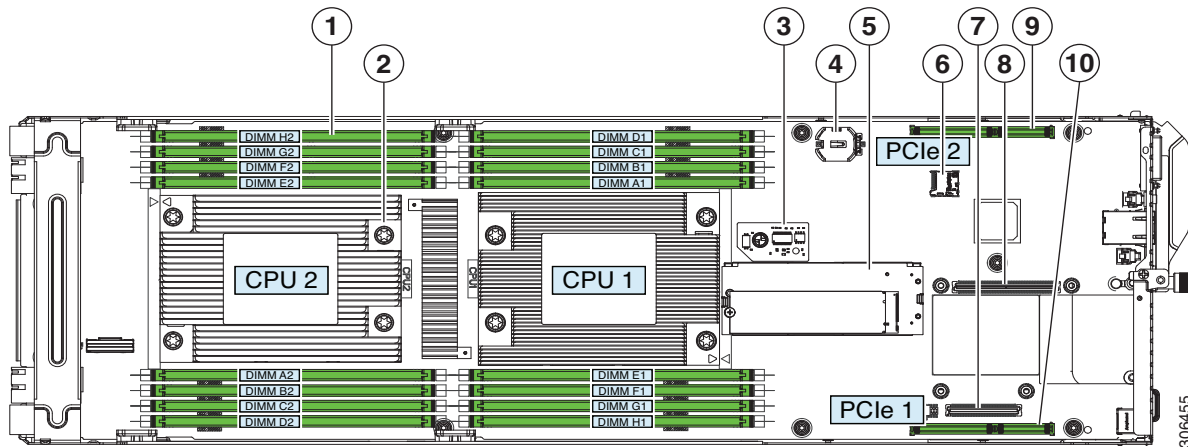 1 2 3 4 5 6 7 8 9 10
DIMM H2 DIMM D1
DIMM G2 DIMM C1
DIMM F2 DIMM B1
DIMM E2 DIMM A1
PCIe 2
CPU 2 CPU2 CPU1 CPU 1
DIMM A2 DIMM E1
DIMM B2 DIMM F1
DIMM C2 DIMM G1
DIMM D2 DIMM H1
PCIe 1